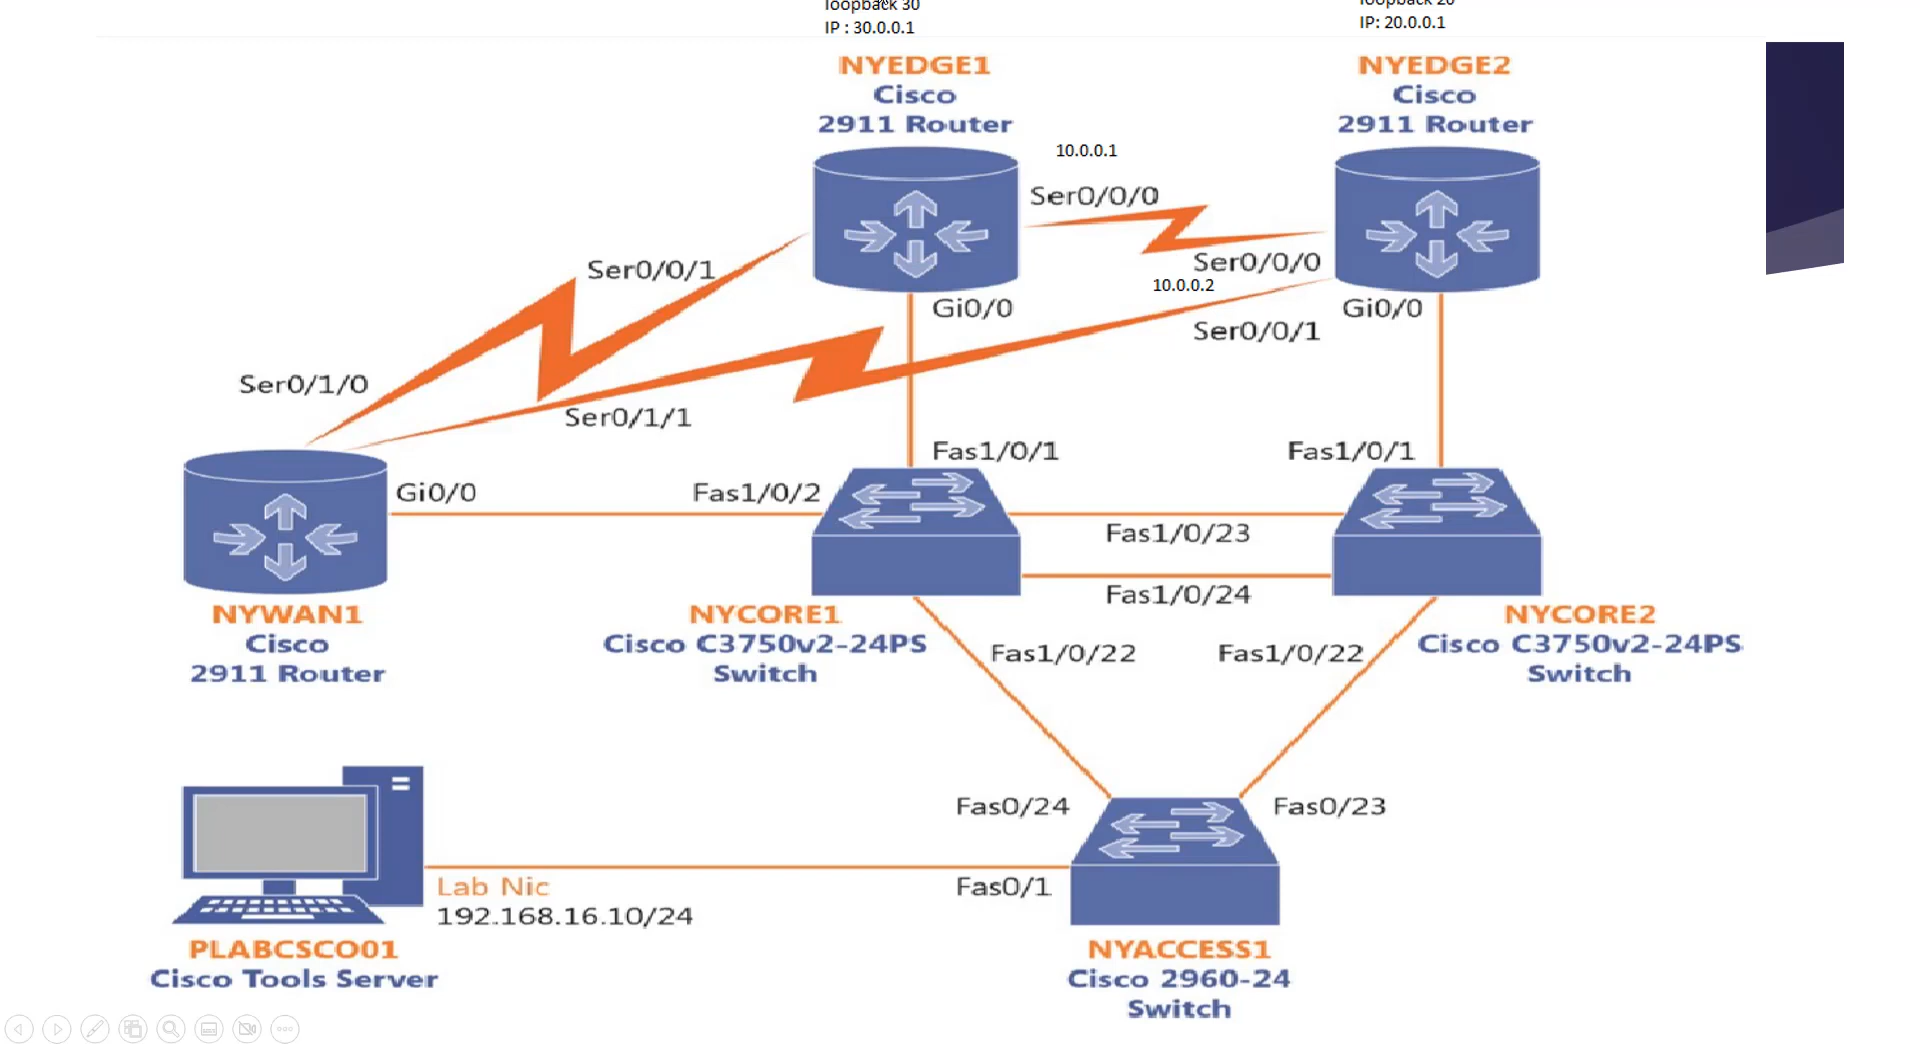 loopback 30
IP : 30.0.0.1
loopback 20
IP: 20.0.0.1
NYEDGE1
Cisco
2911 Router
NYEDGE2
Cisco
2911 Router
10.0.0.1
Ser0/0/0
Ser0/0/0
10.0.0.2
Ser0/0/1
Gi0/0
Gi0/0
Ser0/0/1
Ser0/1/0
Ser0/1/1
Fas1/0/1
Fas1/0/1
Gi0/0
Fas1/0/2
Fas1/0/23
Fas1/0/24
NYWAN1
Cisco
2911 Router
NYCORE1
Cisco C3750v2-24PS
Switch
NYCORE2
Cisco C3750v2-24PS
Switch
Fas1/0/22
Fas1/0/22
Fas0/24
Fas0/23
Lab Nic
192.168.16.10/24
Fas0/1
PLABCSCO01
Cisco Tools Server
NYACCESS1
Cisco 2960-24
Switch